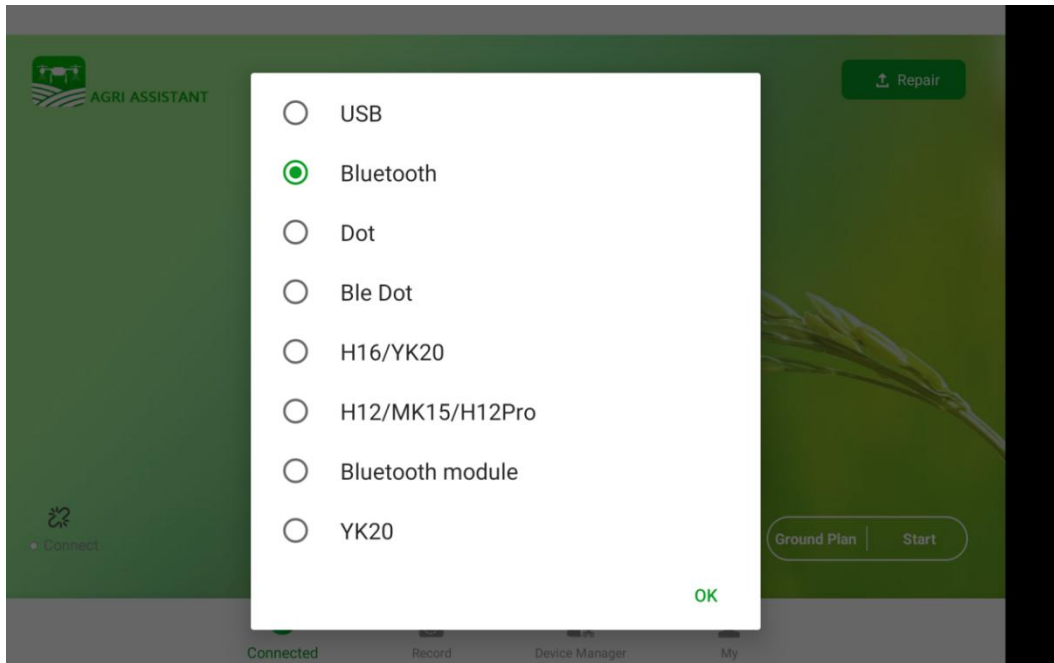 AGRI ASSISTANT
Repair
USB
Bluetooth
Dot
Ble Dot
H16/YK20
H12/MK15/H12Pro
Bluetooth module
YK20
OK
Connect
Ground Plan
Start
Connected
Record
Device Manager
My